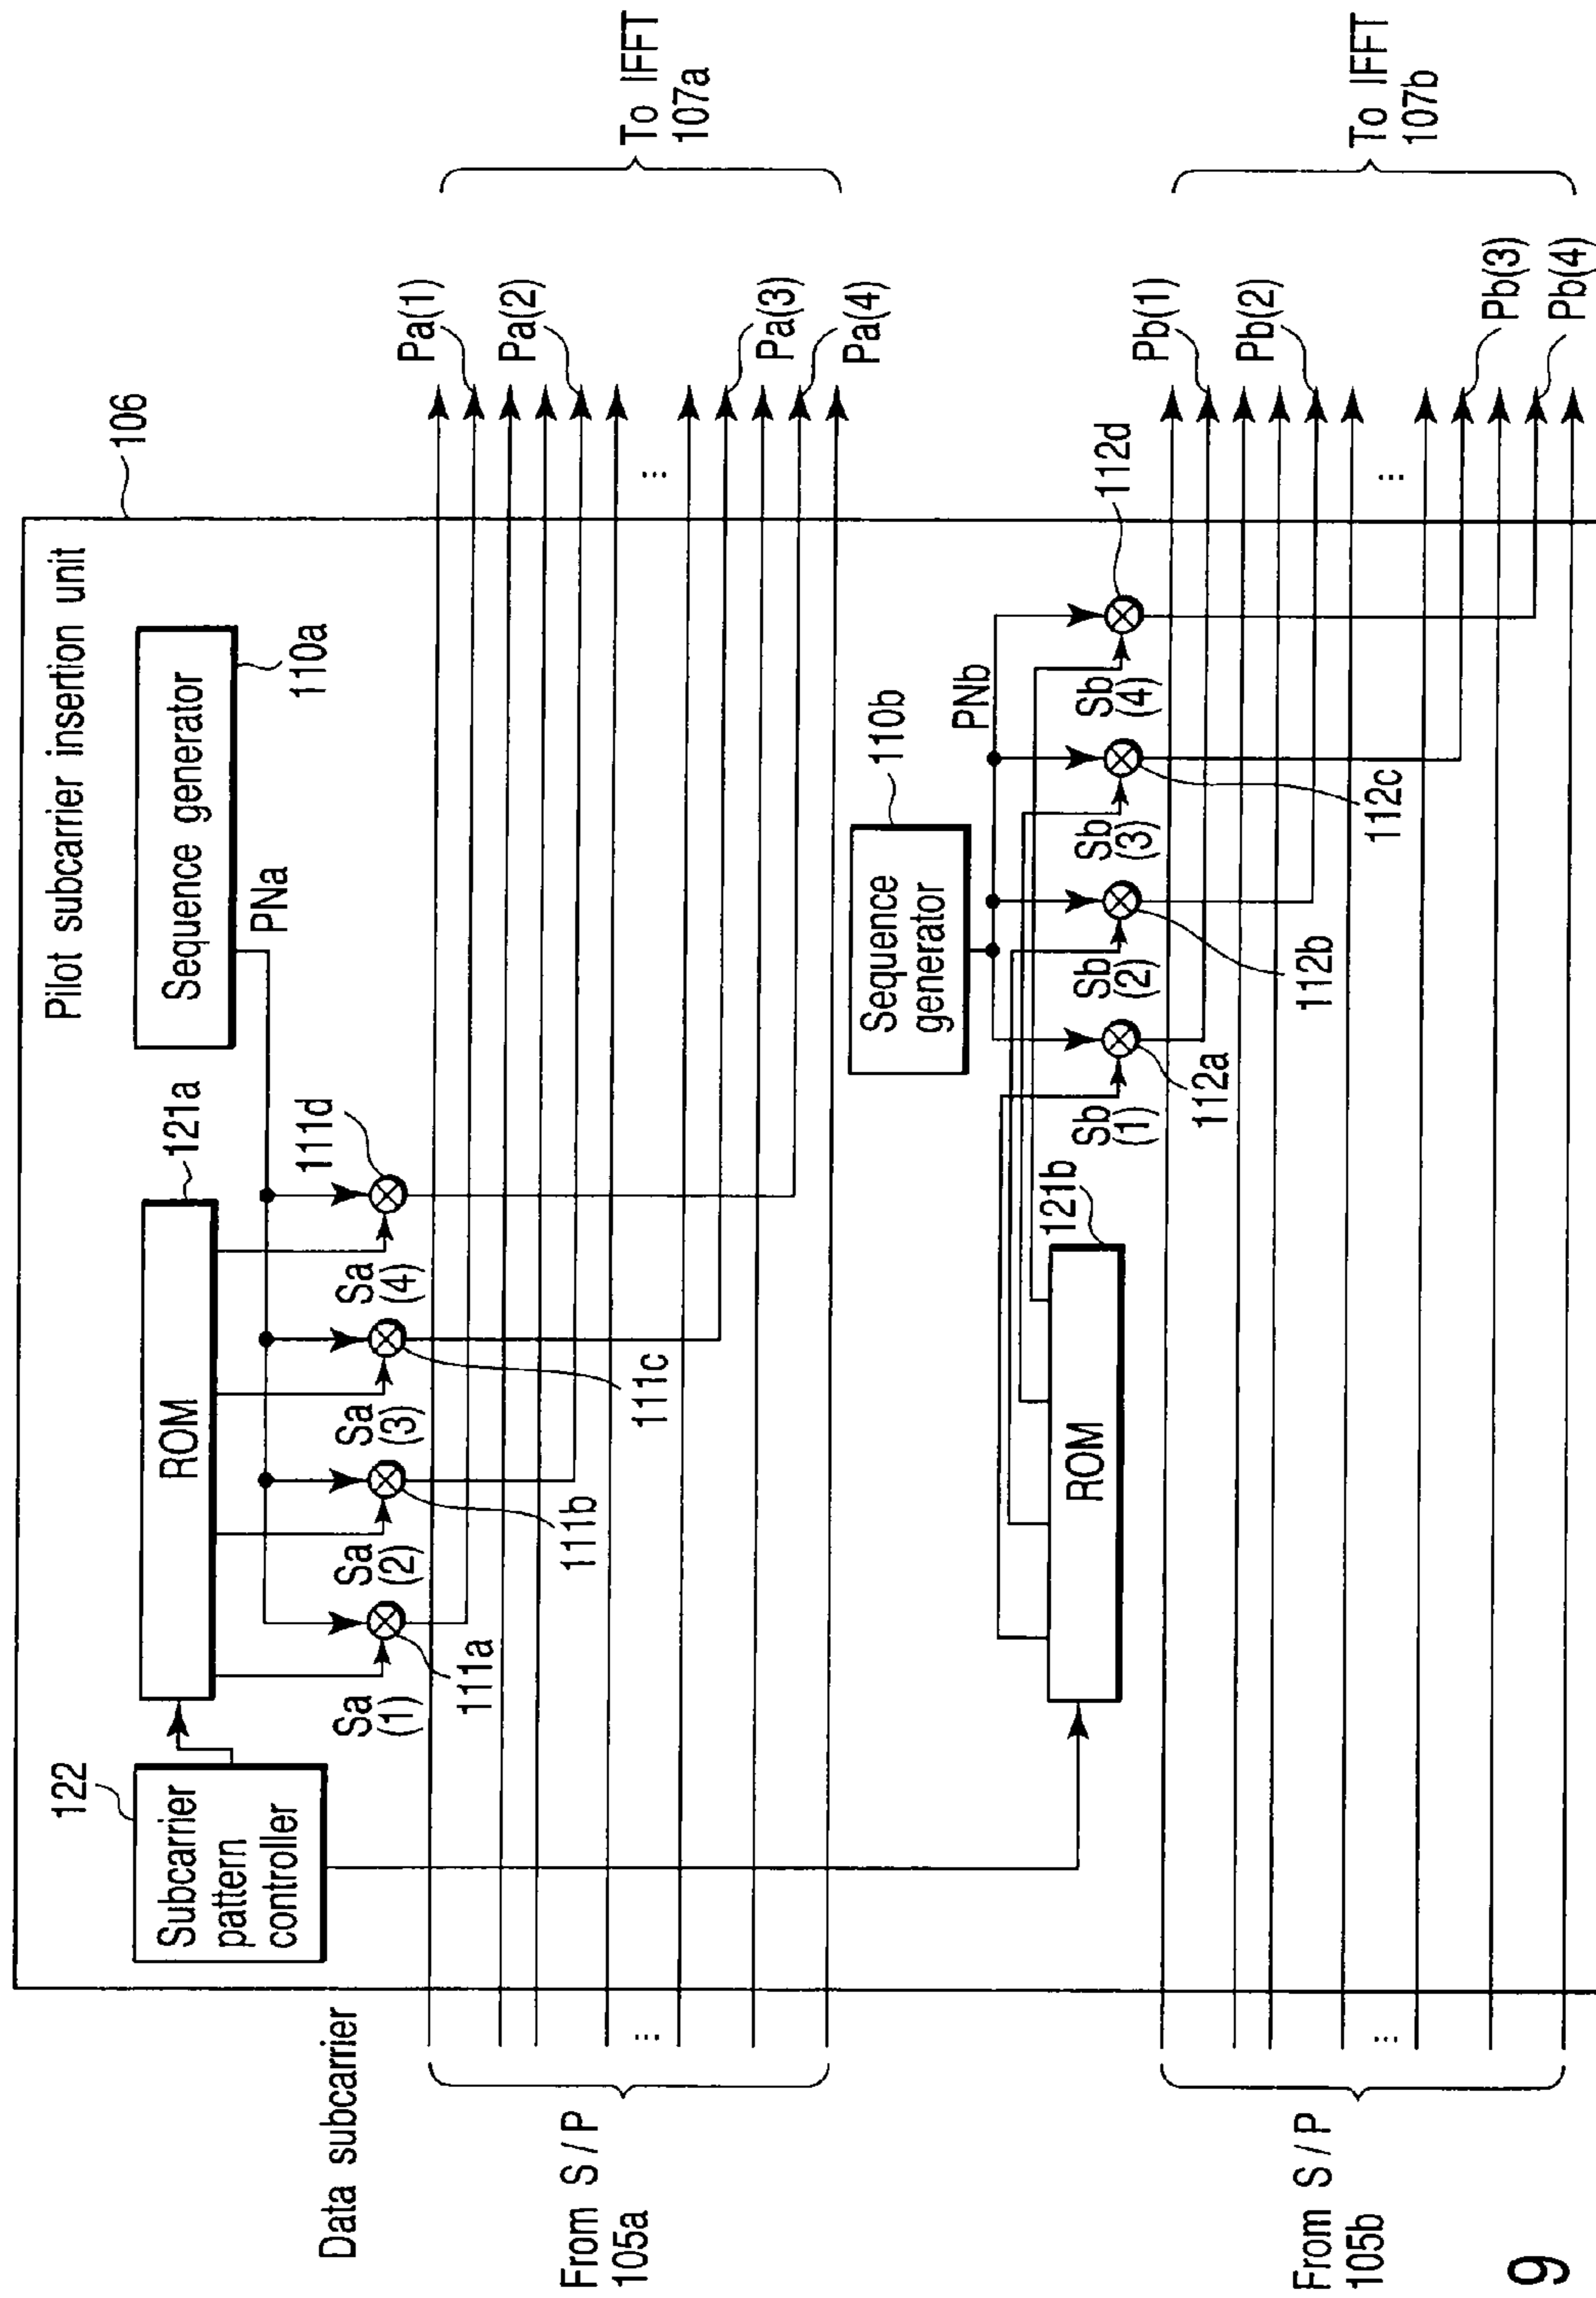 Pilot subcarrier insertion unit
106
122
Subcarrier
pattern
controller
ROM
121a
Sequence generator
110a
PNa
Sa
(1)
Sa
(2)
Sa
(3)
Sa
(4)
111d
111a
111b
111c
Data subcarrier
From S / P
105a
...
...
Pa(1)
Pa(2)
Pa(3)
Pa(4)
To IFFT
107a
Sequence
generator
110b
PNb
ROM
121b
Sb
(1)
Sb
(2)
Sb
(3)
Sb
(4)
112d
112a
112b
112c
From S / P
105b
...
...
Pb(1)
Pb(2)
Pb(3)
Pb(4)
To IFFT
107b
9